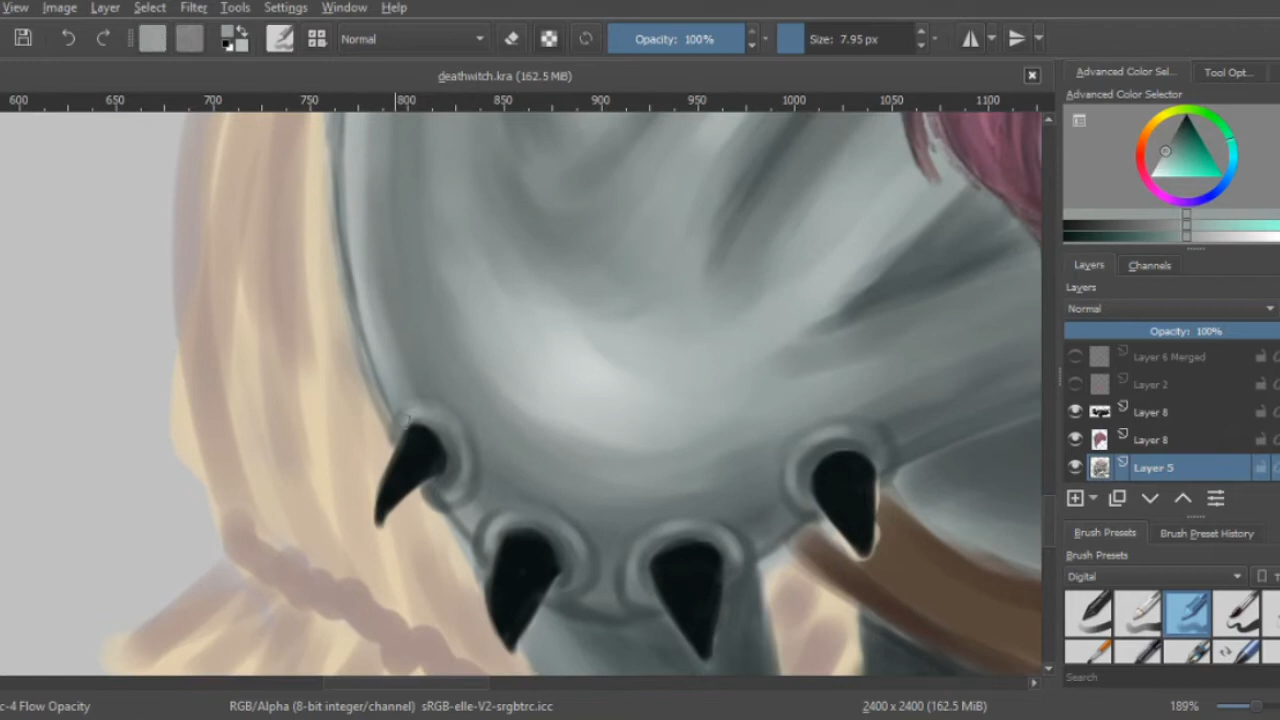 View Image Layer Select Filter Tools Settings Window Help
Normal Opacity: 100% Size: 7.95 px
deathwitch.kra (162.5 MiB)
600 650 700 750 800 850 900 950 1000 1050 1100
Advanced Color Sel... Tool Opt...
Advanced Color Selector
Layers Channels
Layers
Normal
Opacity: 100%
Layer 6 Merged
Layer 2
Layer 8
Layer 8
Layer 5
Brush Presets Brush Preset History
Brush Presets
Digital
Search
c-4 Flow Opacity RGB/Alpha (8-bit integer/channel) sRGB-elle-V2-srgbtrc.icc 2400 x 2400 (162.5 MiB) 189%